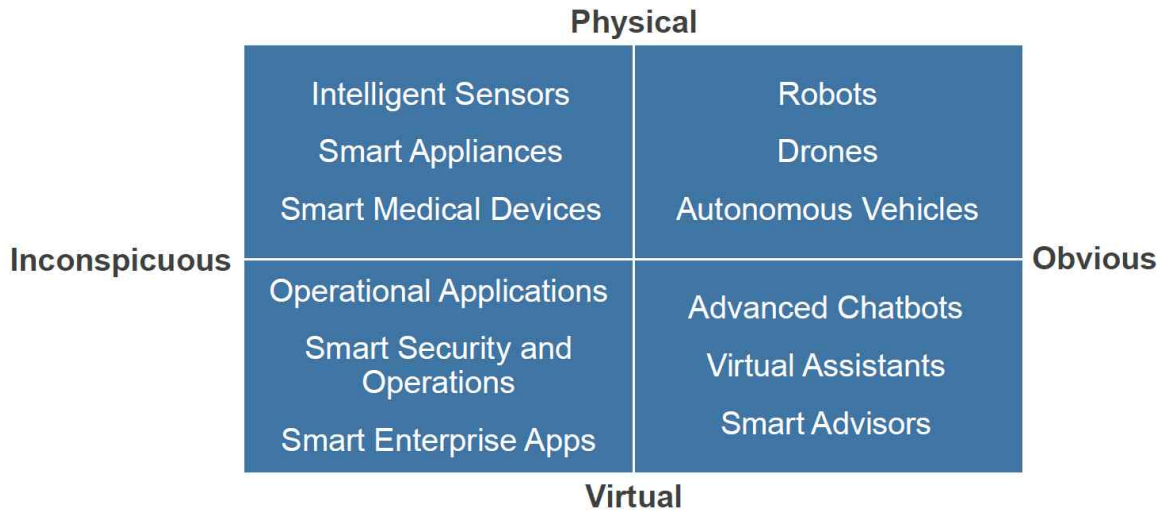 Physical
Intelligent Sensors
Smart Appliances
Smart Medical Devices
Robots
Drones
Autonomous Vehicles
Inconspicuous
Obvious
Operational Applications
Smart Security and
Operations
Smart Enterprise Apps
Advanced Chatbots
Virtual Assistants
Smart Advisors
Virtual